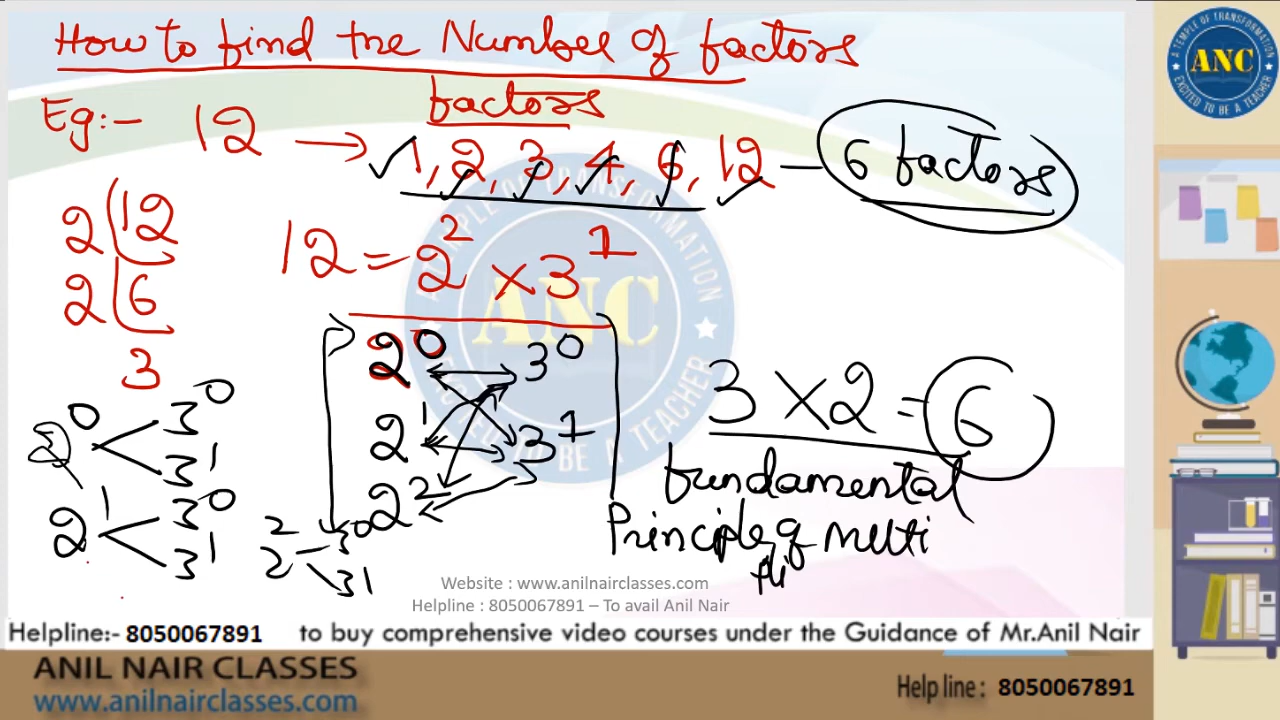 How to find the Number of factors
factors
Eg:- 12 → 1, 2, 3, 4, 6, 12 – 6 factors
2 12
2 6
3
12 = 2² × 3¹
2⁰ 3⁰
2¹ 3¹
2²
3 × 2 = 6
fundamental
Principle of multi
pli
2⁰ 3⁰
3¹
2¹ 3⁰
3¹
2² 3⁰
3¹
A TEMPLE OF TRANSFORMATION
ANC
EXCITED TO BE A TEACHER
Website : www.anilnairclasses.com
Helpline : 8050067891 – To avail Anil Nair
Helpline:- 8050067891 to buy comprehensive video courses under the Guidance of Mr.Anil Nair
ANIL NAIR CLASSES
www.anilnairclasses.com
Help line : 8050067891